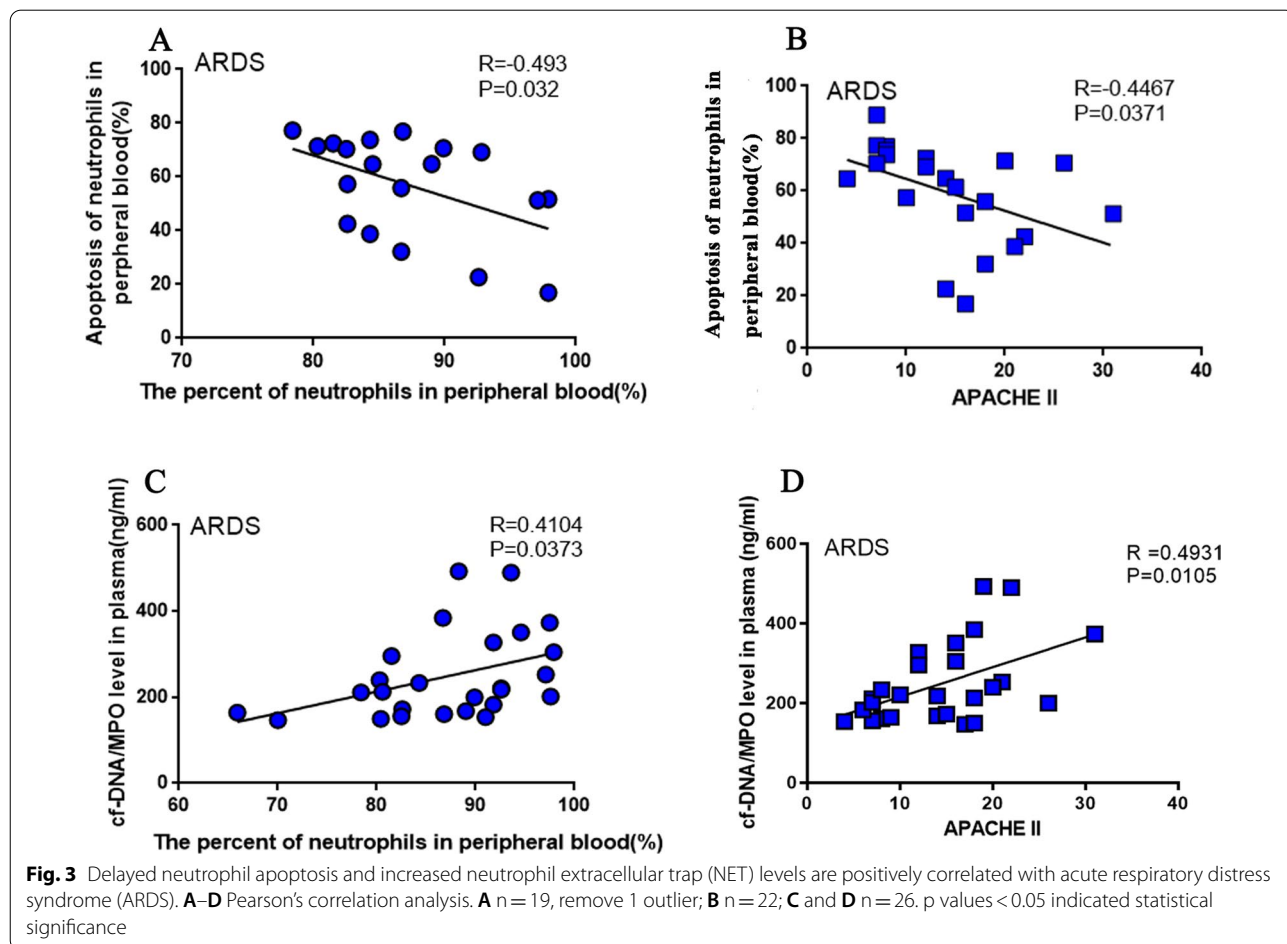 A
ARDS
R=-0.493
P=0.032
Apoptosis of neutrophils in
perpheral blood(%)
100
80
60
40
20
0
70
80
90
100
The percent of neutrophils in peripheral blood(%)
B
ARDS
R=-0.4467
P=0.0371
Apoptosis of neutrophils in
peripheral blood(%)
100
80
60
40
20
0
0
10
20
30
40
APACHE II
C
ARDS
R=0.4104
P=0.0373
cf-DNA/MPO level in plasma(ng/ml)
600
400
200
0
60
70
80
90
100
The percent of neutrophils in peripheral blood(%)
D
ARDS
R =0.4931
P=0.0105
cf-DNA/MPO level in plasma (ng/ml)
600
400
200
0
0
10
20
30
40
APACHE II
Fig. 3 Delayed neutrophil apoptosis and increased neutrophil extracellular trap (NET) levels are positively correlated with acute respiratory distress
syndrome (ARDS). A–D Pearson's correlation analysis. A n = 19, remove 1 outlier; B n = 22; C and D n = 26. p values < 0.05 indicated statistical
significance